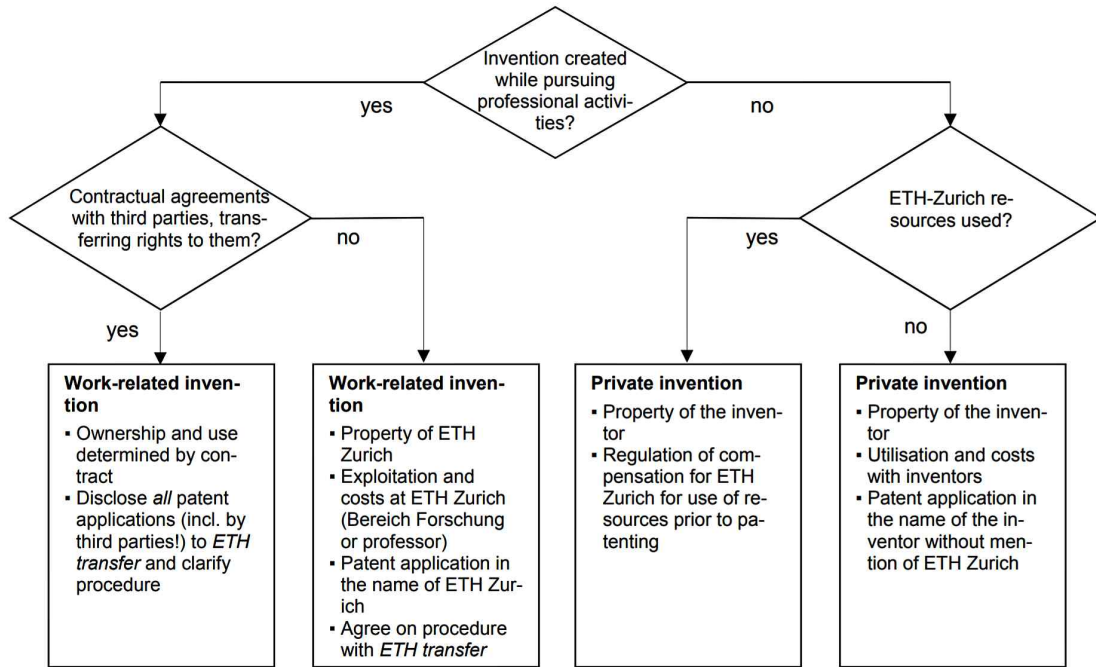 Invention created
while pursuing
professional activi-
ties?
yes
no
Contractual agreements
with third parties, trans-
ferring rights to them?
ETH-Zurich re-
sources used?
no
yes
yes
no
Work-related inven-
tion
▪ Ownership and use
determined by con-
tract
▪ Disclose all patent
applications (incl. by
third parties!) to ETH
transfer and clarify
procedure
Work-related inven-
tion
▪ Property of ETH
Zurich
▪ Exploitation and
costs at ETH Zurich
(Bereich Forschung
or professor)
▪ Patent application in
the name of ETH Zur-
ich
▪ Agree on procedure
with ETH transfer
Private invention
▪ Property of the inven-
tor
▪ Regulation of com-
pensation for ETH
Zurich for use of re-
sources prior to pa-
tenting
Private invention
▪ Property of the inven-
tor
▪ Utilisation and costs
with inventors
▪ Patent application in
the name of the in-
ventor without men-
tion of ETH Zurich